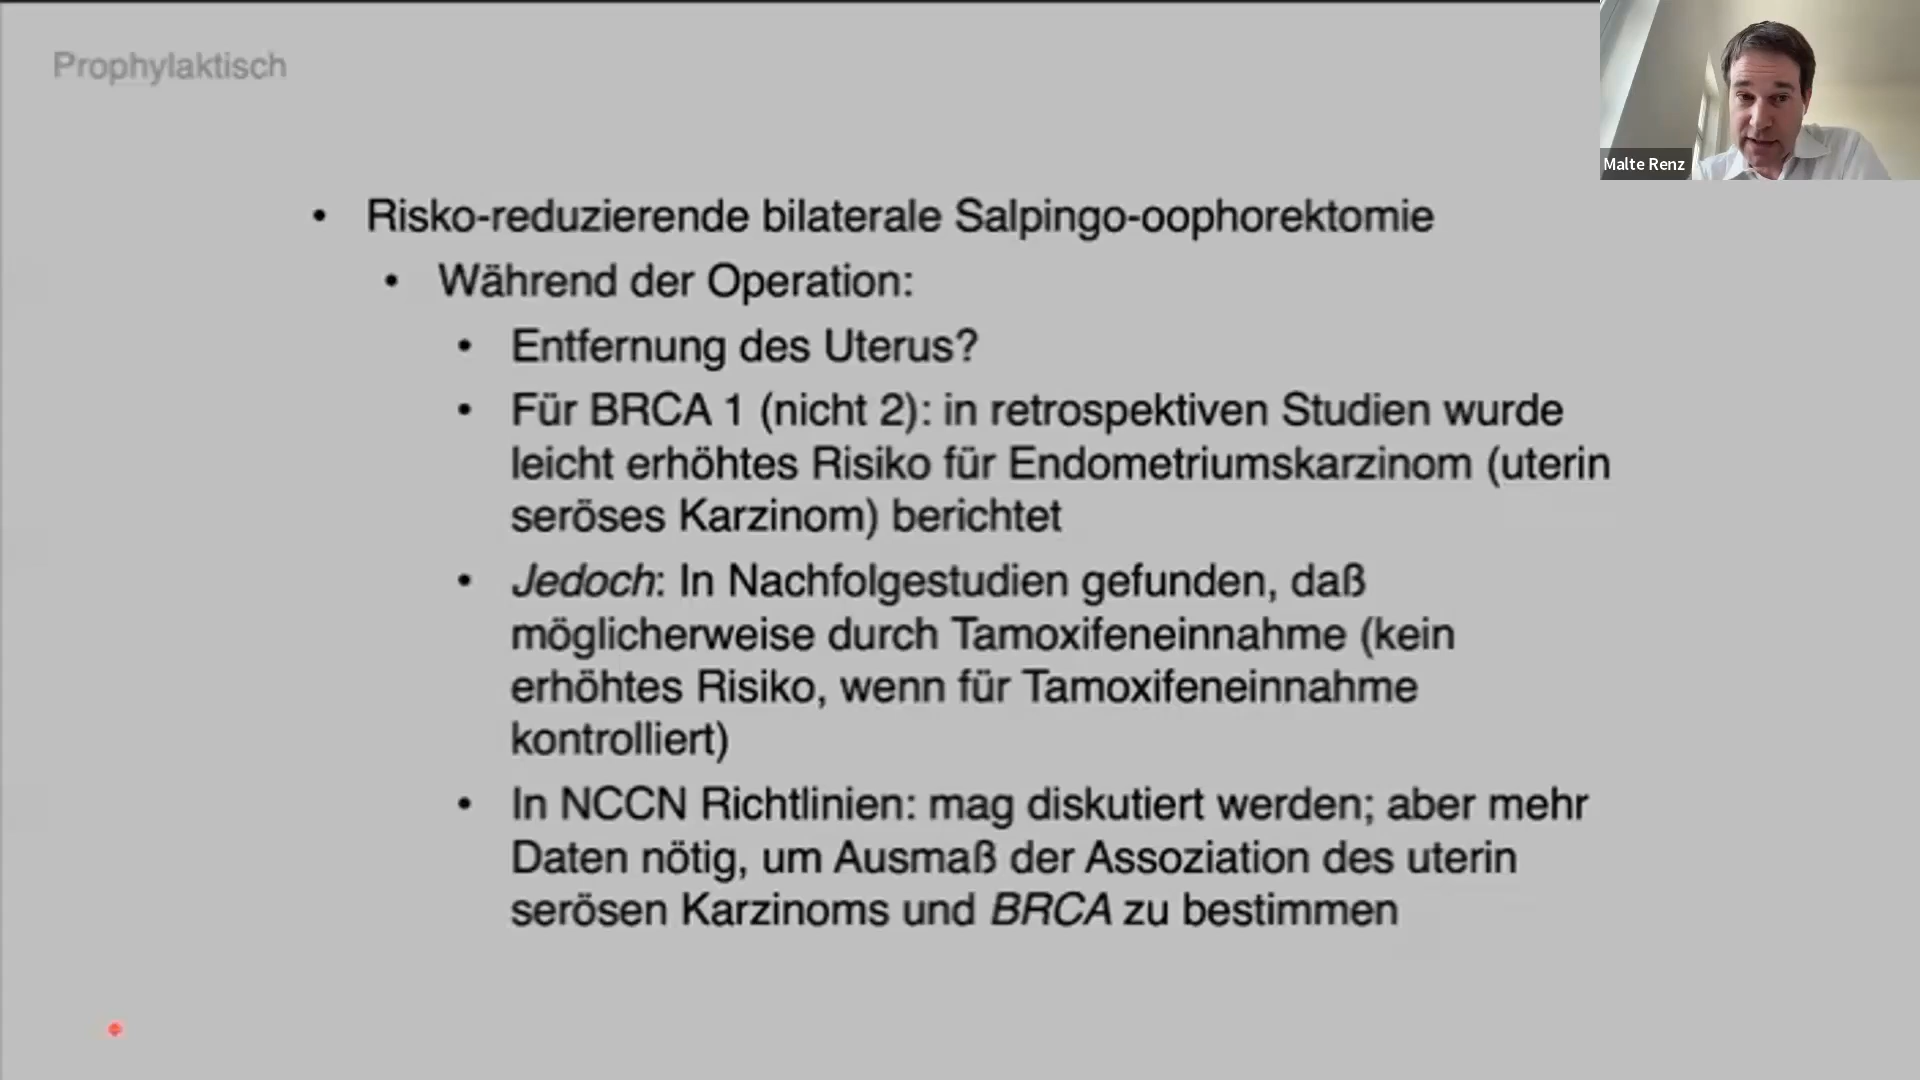 Prophylaktisch
Malte Renz
• Risko-reduzierende bilaterale Salpingo-oophorektomie
• Während der Operation:
• Entfernung des Uterus?
• Für BRCA 1 (nicht 2): in retrospektiven Studien wurde
leicht erhöhtes Risiko für Endometriumskarzinom (uterin
seröses Karzinom) berichtet
• Jedoch: In Nachfolgestudien gefunden, daß
möglicherweise durch Tamoxifeneinnahme (kein
erhöhtes Risiko, wenn für Tamoxifeneinnahme
kontrolliert)
• In NCCN Richtlinien: mag diskutiert werden; aber mehr
Daten nötig, um Ausmaß der Assoziation des uterin
serösen Karzinoms und BRCA zu bestimmen